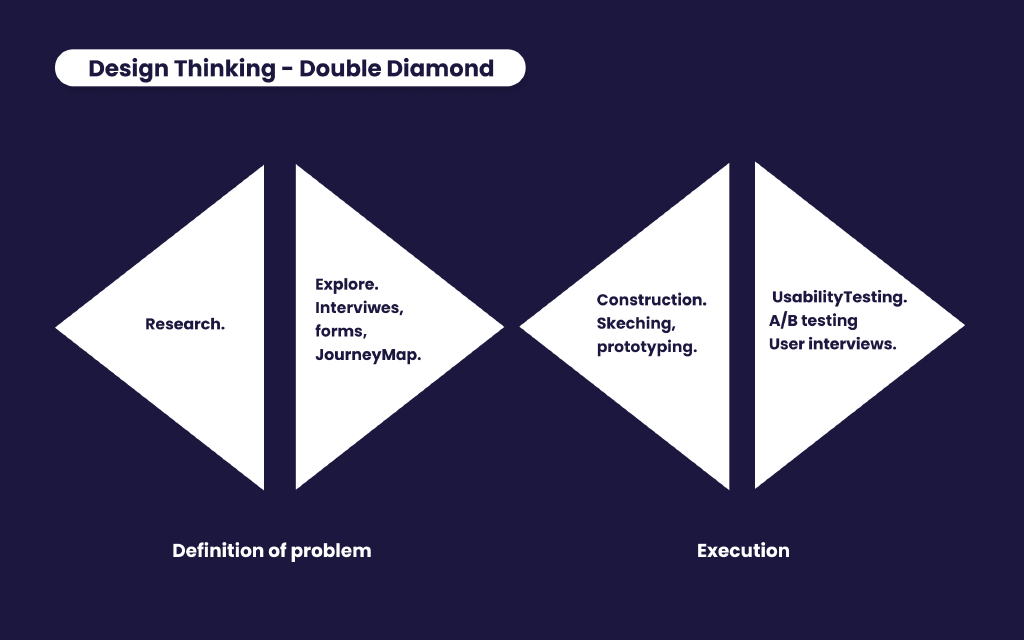 Design Thinking - Double Diamond
Research.
Explore.
Interviwes,
forms,
JourneyMap.
Construction.
Skeching,
prototyping.
UsabilityTesting.
A/B testing
User interviews.
Definition of problem
Execution